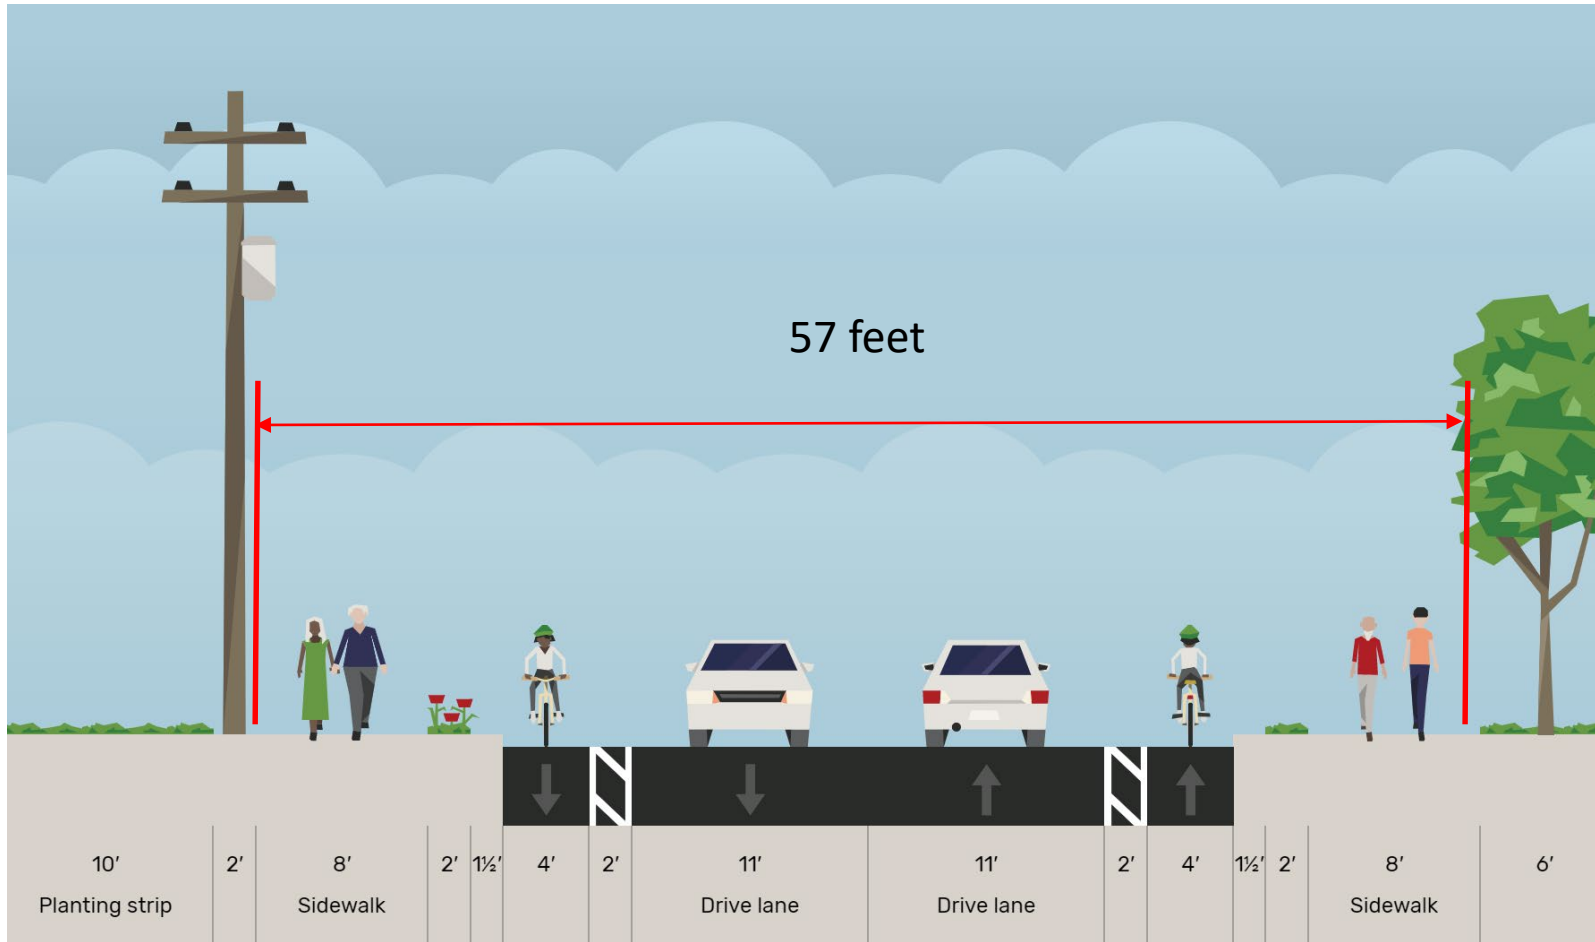 57 feet
10' 2' 8' 2' 1½' 4' 2' 11' 11' 2' 4' 1½' 2' 8' 6'
Planting strip Sidewalk Drive lane Drive lane Sidewalk